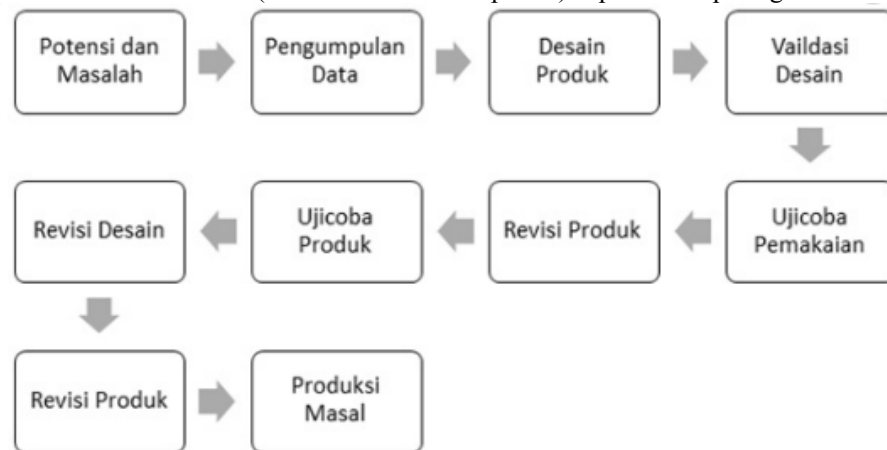 Potensi dan
Masalah
Pengumpulan
Data
Desain
Produk
Vaildasi
Desain
Ujicoba
Pemakaian
Revisi Produk
Ujicoba
Produk
Revisi Desain
Revisi Produk
Produksi
Masal